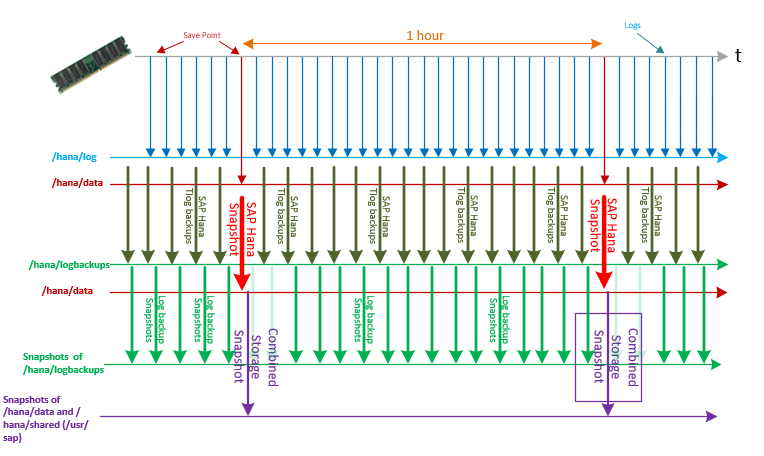 Save Point
1 hour
Logs
t
/hana/log
/hana/data
SAP Hana
Tlog backups
SAP Hana
Snapshot
SAP Hana
Tlog backups
SAP Hana
Tlog backups
SAP Hana
Tlog backups
SAP Hana
Tlog backups
SAP Hana
Snapshot
SAP Hana
Tlog backups
/hana/logbackups
/hana/data
Log backup
Snapshots
Log backup
Snapshots
Combined
Storage
Snapshot
Log backup
Snapshots
Log backup
Snapshots
Combined
Storage
Snapshot
Snapshots of
/hana/logbackups
Snapshots of
/hana/data and /
hana/shared (/usr/
sap)